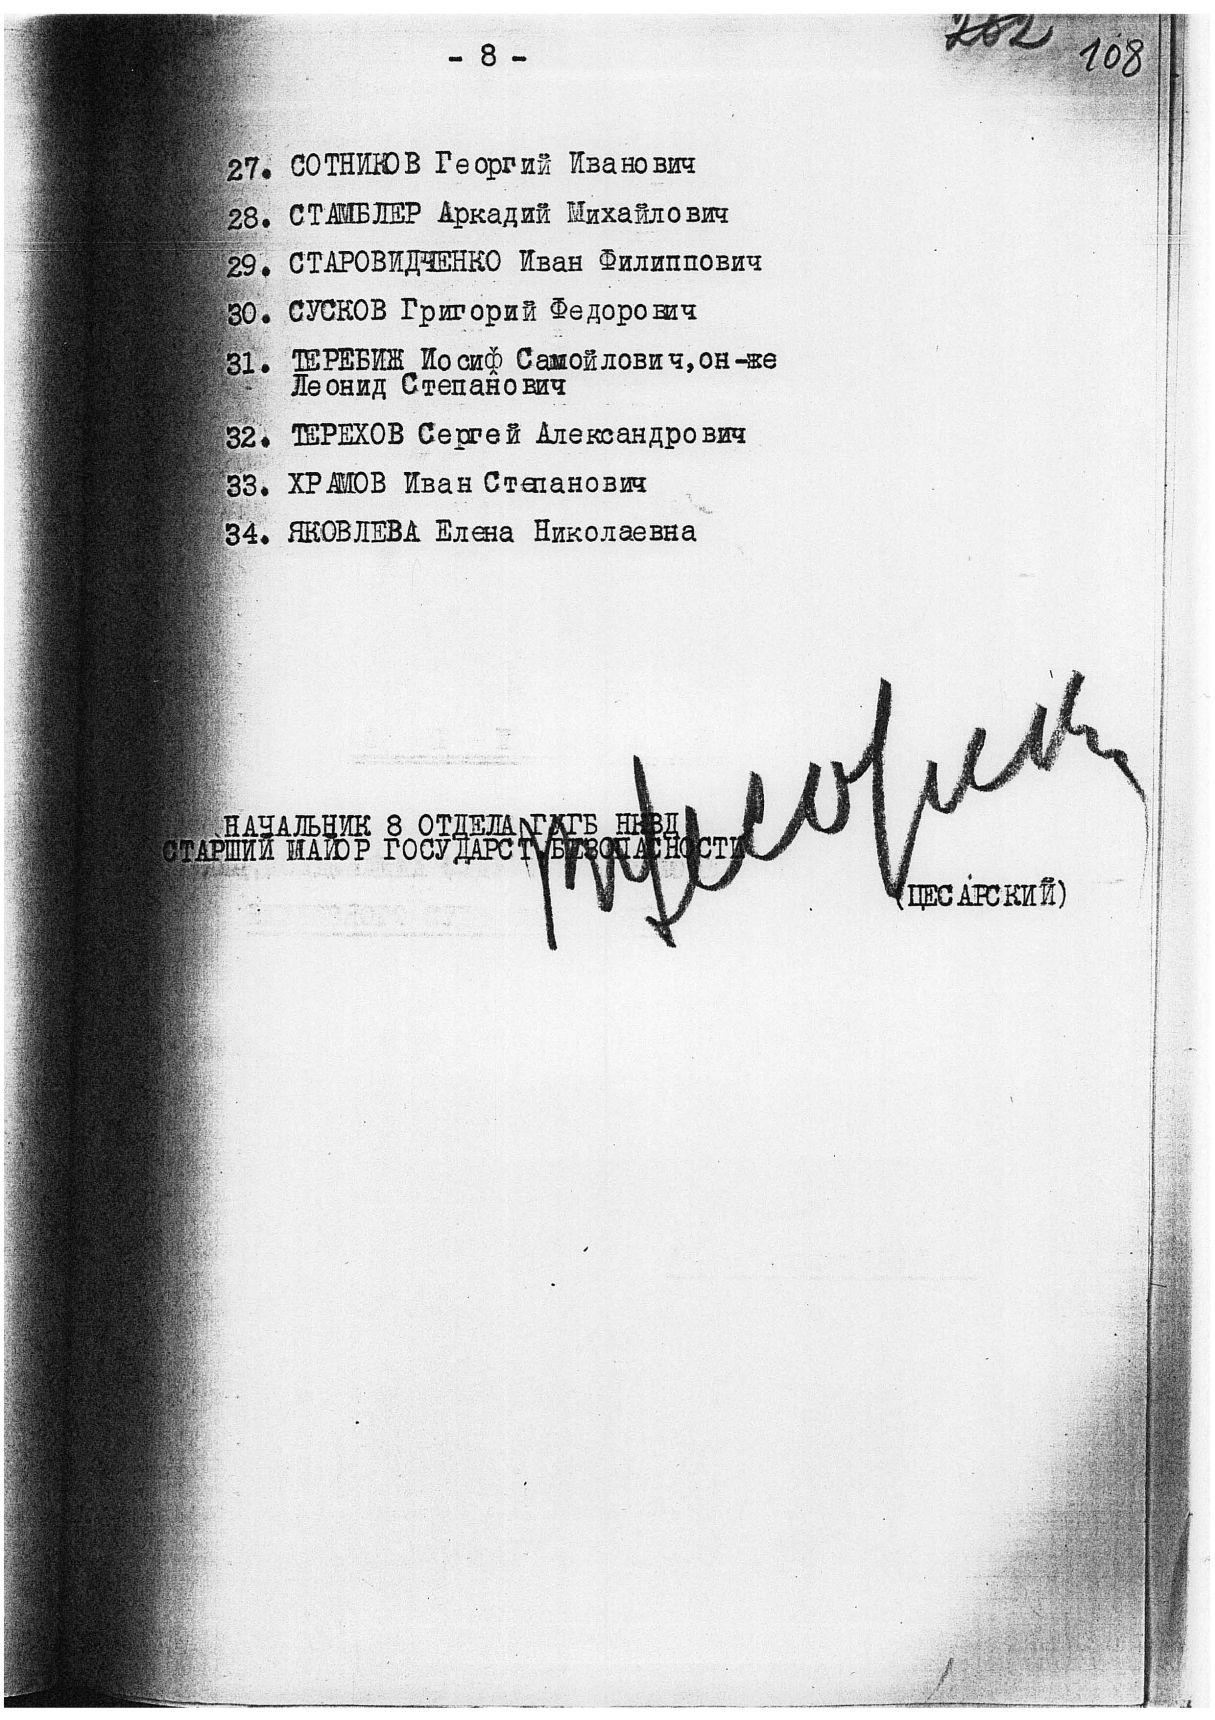 - 8 -
262 108
27. СОТНИКОВ Георгий Иванович
28. СТАМБЛЕР Аркадий Михайлович
29. СТАРОВИДЧЕНКО Иван Филиппович
30. СУСКОВ Григорий Федорович
31. ТЕРЕБИЖ Иосиф Самойлович,он-же
Леонид Степанович
32. ТЕРЕХОВ Сергей Александрович
33. ХРАМОВ Иван Степанович
34. ЯКОВЛЕВА Елена Николаевна
НАЧАЛЬНИК 8 ОТДЕЛА ГУГБ НКВД
СТАРШИЙ МАЙОР ГОСУДАРСТ.БЕЗОПАСНОСТИ
(ЦЕСАРСКИЙ)